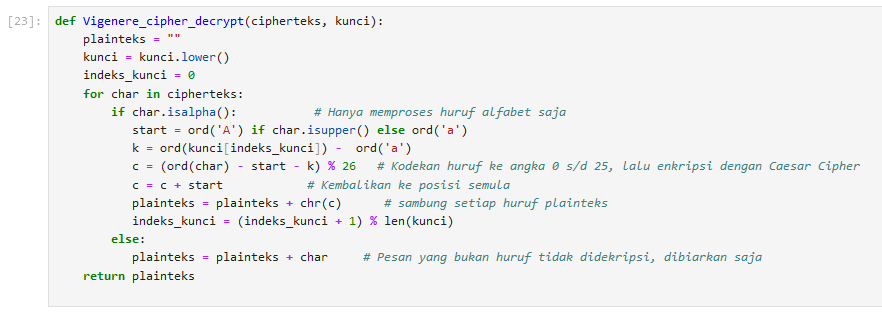 [23]: def Vigenere_cipher_decrypt(cipherteks, kunci):
    plainteks = ""
    kunci = kunci.lower()
    indeks_kunci = 0
    for char in cipherteks:
        if char.isalpha():           # Hanya memproses huruf alfabet saja
           start = ord('A') if char.isupper() else ord('a')
           k = ord(kunci[indeks_kunci]) -  ord('a')
           c = (ord(char) - start - k) % 26   # Kodekan huruf ke angka 0 s/d 25, lalu enkripsi dengan Caesar Cipher
           c = c + start            # Kembalikan ke posisi semula
           plainteks = plainteks + chr(c)      # sambung setiap huruf plainteks
           indeks_kunci = (indeks_kunci + 1) % len(kunci)
        else:
           plainteks = plainteks + char     # Pesan yang bukan huruf tidak didekripsi, dibiarkan saja
    return plainteks